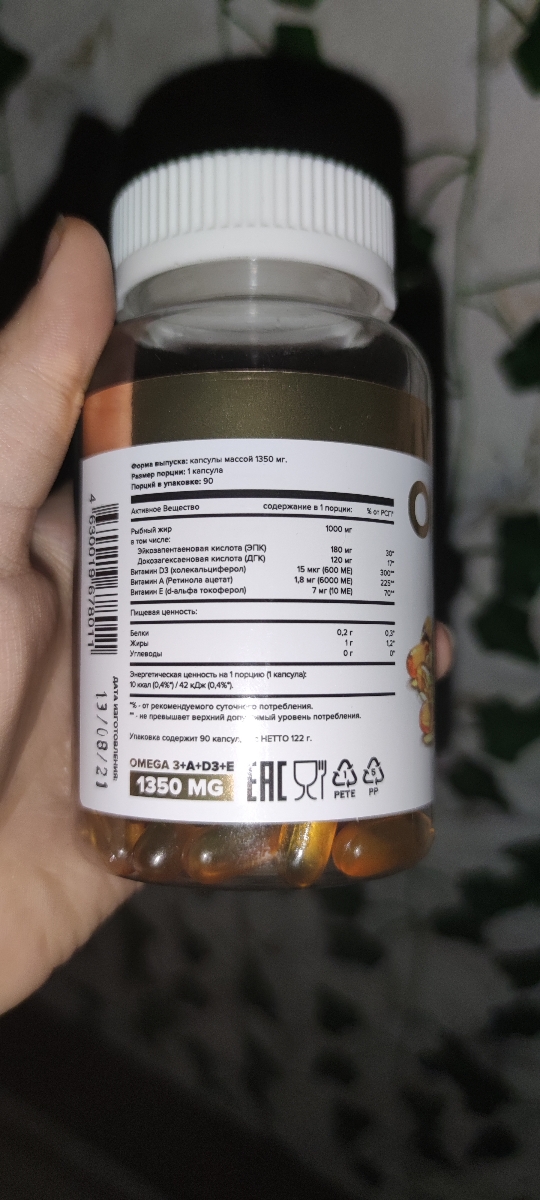 Форма выпуска: капсулы массой 1350 мг.
Размер порции: 1 капсула
Порций в упаковке: 90
Активное Вещество содержание в 1 порции: % от РСП*
Рыбный жир 1000 мг
в том числе:
Эйкозапентаеновая кислота (ЭПК) 180 мг 30*
Докозагексаеновая кислота (ДГК) 120 мг 17*
Витамин D3 (холекальциферол) 15 мкг (600 МЕ) 300**
Витамин А (Ретинола ацетат) 1,8 мг (6000 МЕ) 225**
Витамин Е (d-альфа токоферол) 7 мг (10 МЕ) 70**
Пищевая ценность:
Белки 0,2 г 0,3*
Жиры 1 г 1,2*
Углеводы 0 г 0*
Энергетическая ценность на 1 порцию (1 капсула):
10 ккал (0,4%*) / 42 кДж (0,4%*).
*% - от рекомендуемого суточного потребления.
** - не превышает верхний допустимый уровень потребления.
Упаковка содержит 90 капсул. НЕТТО 122 г.
OMEGA 3+A+D3+E
1350 MG
EAC
1
PETE
5
PP
4 630019 678011
ДАТА ИЗГОТОВЛЕНИЯ:
13/08/21
O